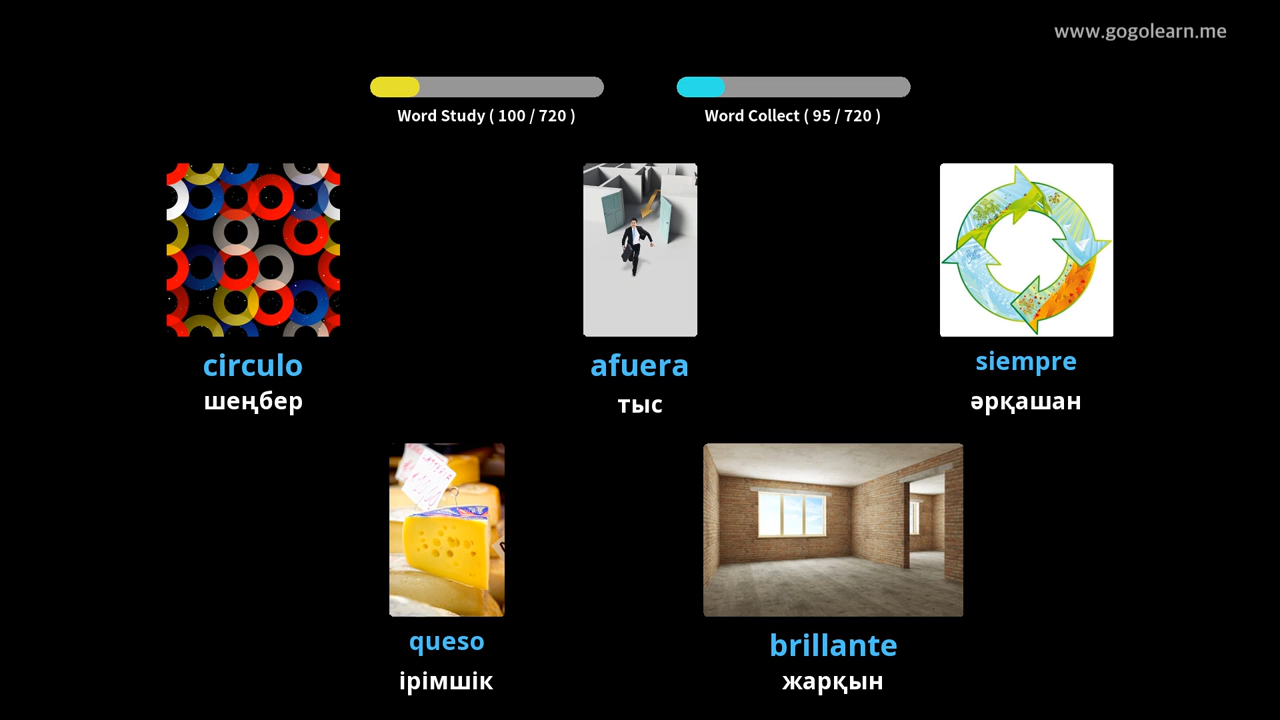 www.gogolearn.me
Word Study ( 100 / 720 )
Word Collect ( 95 / 720 )
circulo
шеңбер
afuera
тыс
siempre
әрқашан
queso
ірімшік
brillante
жарқын